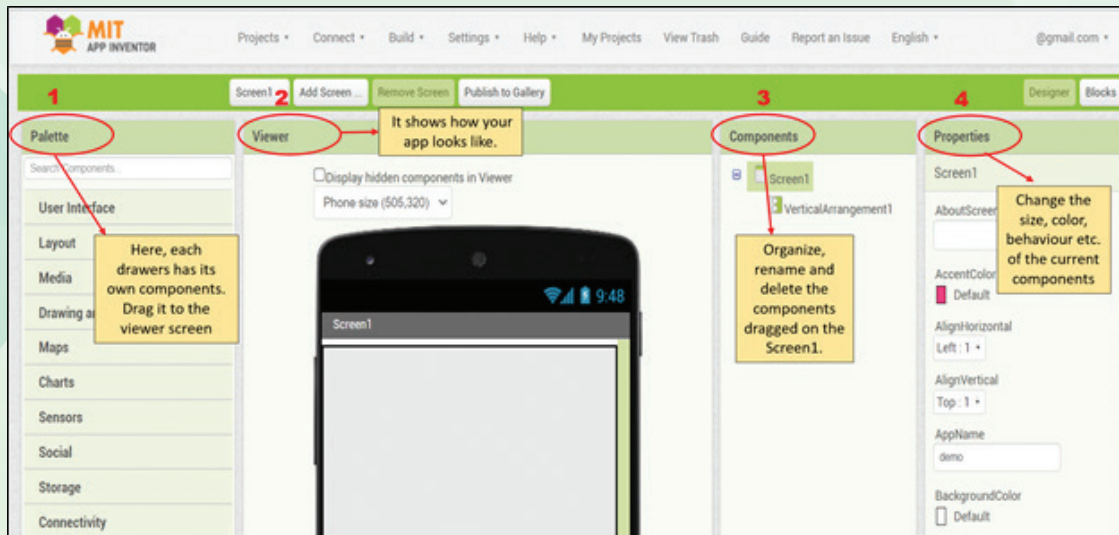 MIT
APP INVENTOR
Projects Connect Build Settings Help My Projects View Trash Guide Report an Issue English @gmail.com
1 Screen1 2 Add Screen ... Remove Screen Publish to Gallery 3 4 Designer Blocks
Palette
Search Components...
User Interface
Layout
Media
Drawing an
Maps
Charts
Sensors
Social
Storage
Connectivity
Here, each
drawers has its
own components.
Drag it to the
viewer screen
Viewer
It shows how your
app looks like.
Display hidden components in Viewer
Phone size (505,320)
9:48
Screen1
Components
Screen1
VerticalArrangement1
Organize,
rename and
delete the
components
dragged on the
Screen1.
Properties
Screen1
AboutScreen
Change the
size, color,
behaviour etc.
of the current
components
AccentColor
Default
AlignHorizontal
Left : 1
AlignVertical
Top : 1
AppName
demo
BackgroundColor
Default